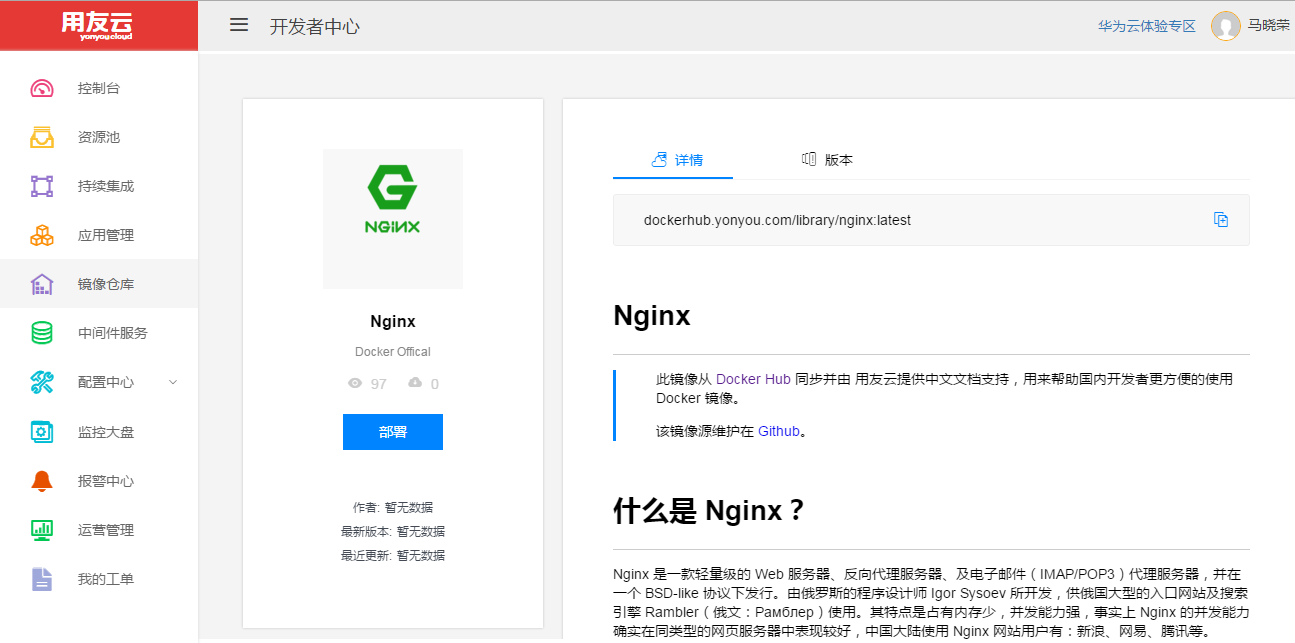 用友云
yonyoucloud
开发者中心
华为云体验专区
马晓荣
控制台
资源池
持续集成
应用管理
镜像仓库
中间件服务
配置中心
监控大盘
报警中心
运营管理
我的工单
NGiNX
Nginx
Docker Offical
97
0
部署
作者: 暂无数据
最新版本: 暂无数据
最近更新: 暂无数据
详情
版本
dockerhub.yonyou.com/library/nginx:latest
Nginx
此镜像从 Docker Hub 同步并由 用友云提供中文文档支持，用来帮助国内开发者更方便的使用
Docker 镜像。
该镜像源维护在 Github。
什么是 Nginx？
Nginx 是一款轻量级的 Web 服务器、反向代理服务器、及电子邮件（IMAP/POP3）代理服务器，并在
一个 BSD-like 协议下发行。由俄罗斯的程序设计师 Igor Sysoev 所开发，供俄国大型的入口网站及搜索
引擎 Rambler（俄文：Рамблер）使用。其特点是占有内存少，并发能力强，事实上 Nginx 的并发能力
确实在同类型的网页服务器中表现较好，中国大陆使用 Nginx 网站用户有：新浪、网易、腾讯等。